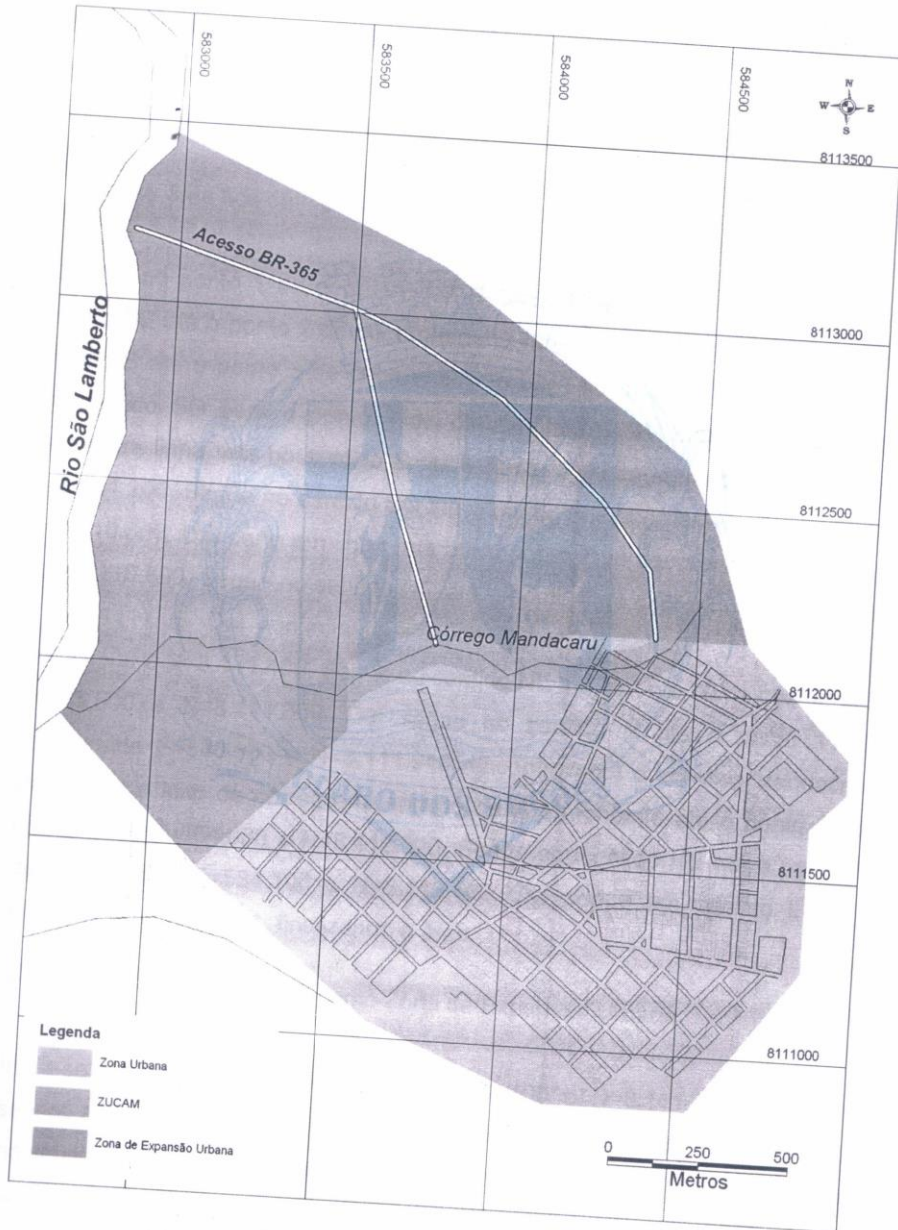 583000
583500
584000
584500
N
W
E
S
8113500
Acesso BR-365
8113000
Rio São Lamberto
8112500
Córrego Mandacaru
8112000
8111500
8111000
Legenda
Zona Urbana
ZUCAM
Zona de Expansão Urbana
0 250 500
Metros